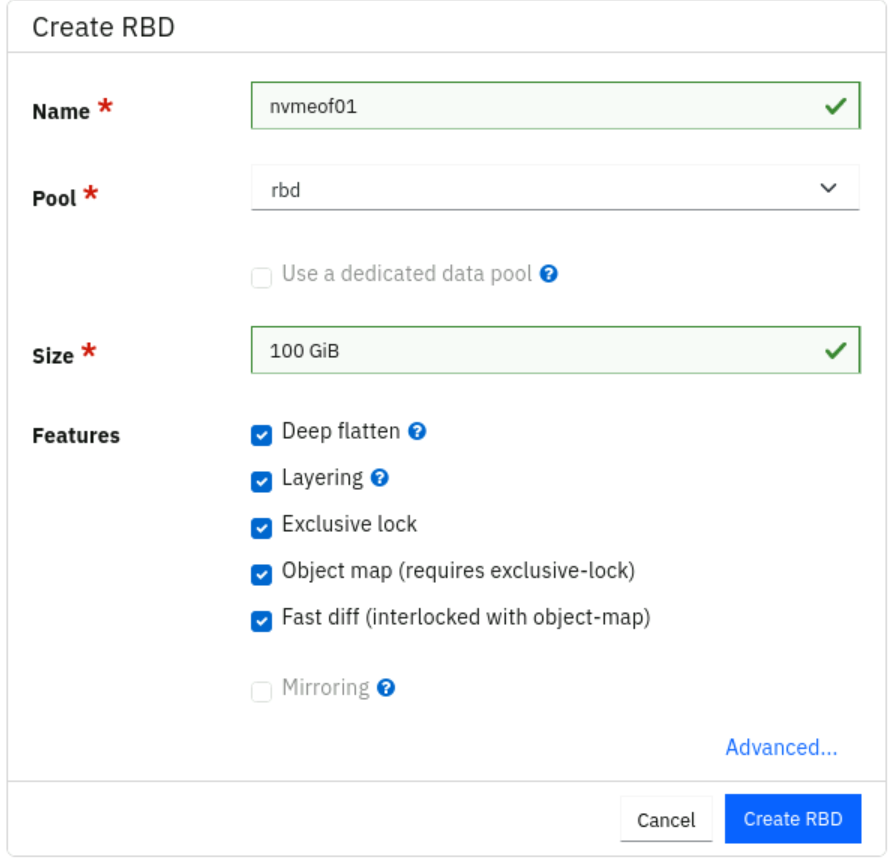 Create RBD
Name *
nvmeof01
Pool *
rbd
Use a dedicated data pool ?
Size *
100 GiB
Features
Deep flatten ?
Layering ?
Exclusive lock
Object map (requires exclusive-lock)
Fast diff (interlocked with object-map)
Mirroring ?
Advanced...
Cancel
Create RBD